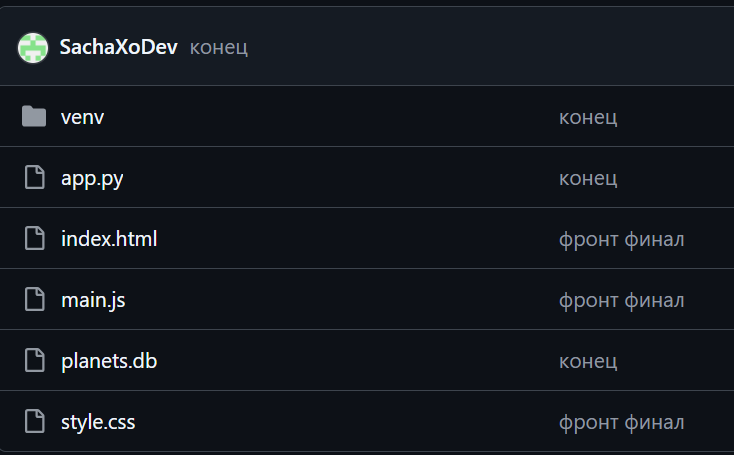 SachaXoDev конец
venv конец
app.py конец
index.html фронт финал
main.js фронт финал
planets.db конец
style.css фронт финал